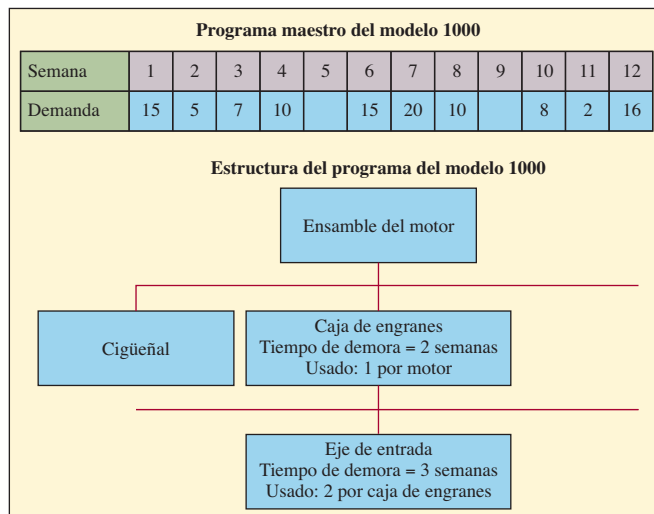 Programa maestro del modelo 1000
Semana 1 2 3 4 5 6 7 8 9 10 11 12
Demanda 15 5 7 10 15 20 10 8 2 16
Estructura del programa del modelo 1000
Ensamble del motor
Cigüeñal
Caja de engranes
Tiempo de demora = 2 semanas
Usado: 1 por motor
Eje de entrada
Tiempo de demora = 3 semanas
Usado: 2 por caja de engranes